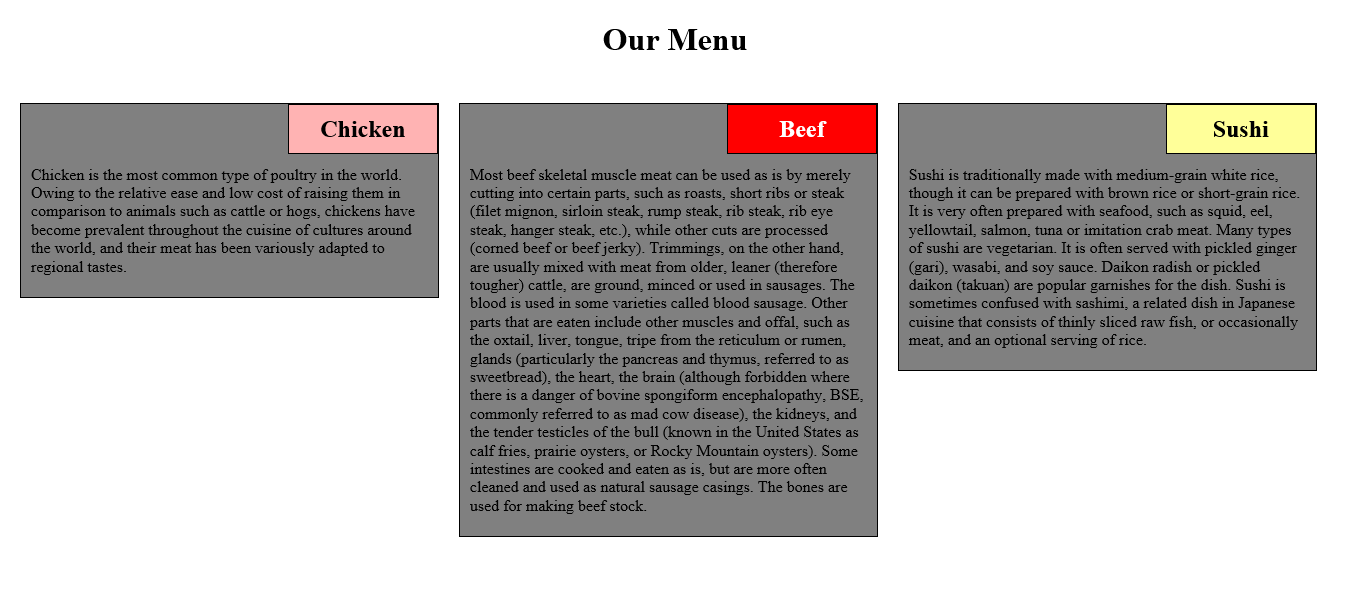 Our Menu
Chicken
Chicken is the most common type of poultry in the world.
Owing to the relative ease and low cost of raising them in
comparison to animals such as cattle or hogs, chickens have
become prevalent throughout the cuisine of cultures around
the world, and their meat has been variously adapted to
regional tastes.
Beef
Most beef skeletal muscle meat can be used as is by merely
cutting into certain parts, such as roasts, short ribs or steak
(filet mignon, sirloin steak, rump steak, rib steak, rib eye
steak, hanger steak, etc.), while other cuts are processed
(corned beef or beef jerky). Trimmings, on the other hand,
are usually mixed with meat from older, leaner (therefore
tougher) cattle, are ground, minced or used in sausages. The
blood is used in some varieties called blood sausage. Other
parts that are eaten include other muscles and offal, such as
the oxtail, liver, tongue, tripe from the reticulum or rumen,
glands (particularly the pancreas and thymus, referred to as
sweetbread), the heart, the brain (although forbidden where
there is a danger of bovine spongiform encephalopathy, BSE,
commonly referred to as mad cow disease), the kidneys, and
the tender testicles of the bull (known in the United States as
calf fries, prairie oysters, or Rocky Mountain oysters). Some
intestines are cooked and eaten as is, but are more often
cleaned and used as natural sausage casings. The bones are
used for making beef stock.
Sushi
Sushi is traditionally made with medium-grain white rice,
though it can be prepared with brown rice or short-grain rice.
It is very often prepared with seafood, such as squid, eel,
yellowtail, salmon, tuna or imitation crab meat. Many types
of sushi are vegetarian. It is often served with pickled ginger
(gari), wasabi, and soy sauce. Daikon radish or pickled
daikon (takuan) are popular garnishes for the dish. Sushi is
sometimes confused with sashimi, a related dish in Japanese
cuisine that consists of thinly sliced raw fish, or occasionally
meat, and an optional serving of rice.